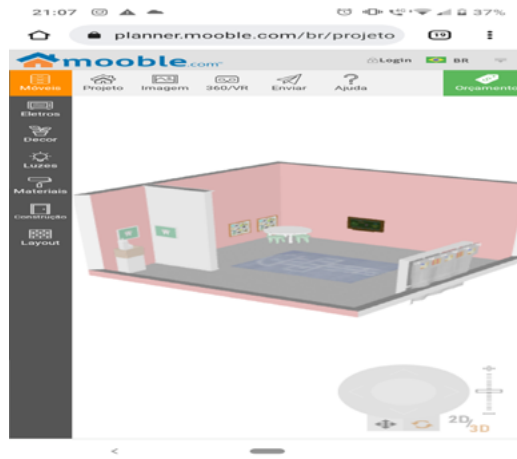 21:07 37%
planner.mooble.com/br/projeto 19
mooble.com Login BR
Móveis Projeto Imagem 360/VR Enviar Ajuda Orçamento
Eletros
Decor
Luzes
Materiais
Construção
Layout
2D/3D